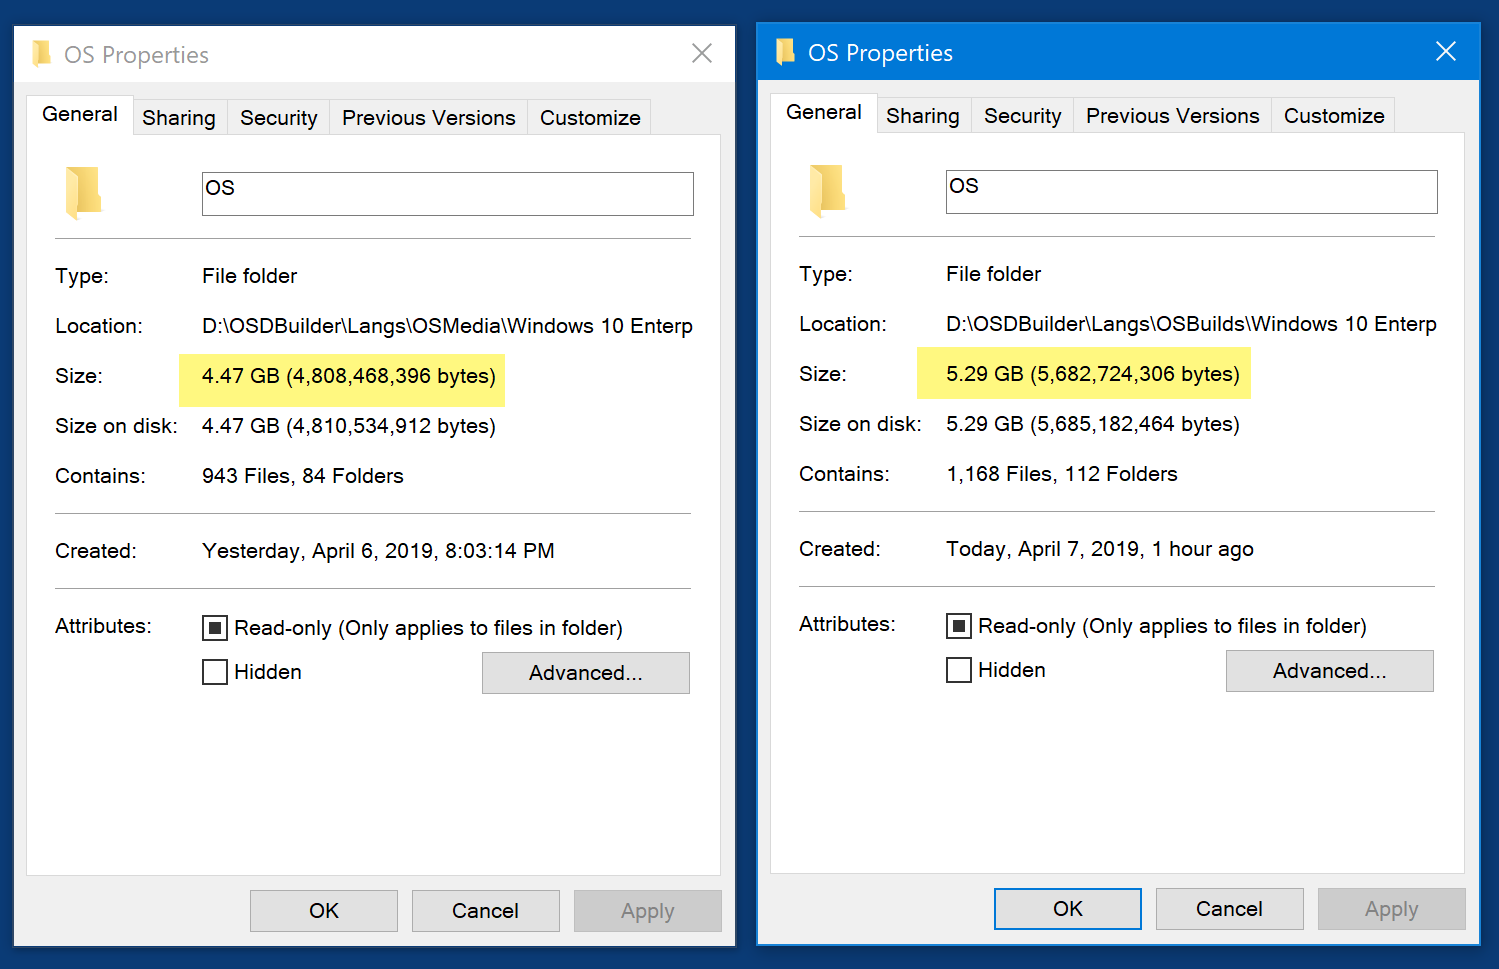 OS Properties
General Sharing Security Previous Versions Customize
OS
Type: File folder
Location: D:\OSDBuilder\Langs\OSMedia\Windows 10 Enterp
Size: 4.47 GB (4,808,468,396 bytes)
Size on disk: 4.47 GB (4,810,534,912 bytes)
Contains: 943 Files, 84 Folders
Created: Yesterday, April 6, 2019, 8:03:14 PM
Attributes: Read-only (Only applies to files in folder)
Hidden Advanced...
OK Cancel Apply
OS Properties
General Sharing Security Previous Versions Customize
OS
Type: File folder
Location: D:\OSDBuilder\Langs\OSBuilds\Windows 10 Enterp
Size: 5.29 GB (5,682,724,306 bytes)
Size on disk: 5.29 GB (5,685,182,464 bytes)
Contains: 1,168 Files, 112 Folders
Created: Today, April 7, 2019, 1 hour ago
Attributes: Read-only (Only applies to files in folder)
Hidden Advanced...
OK Cancel Apply